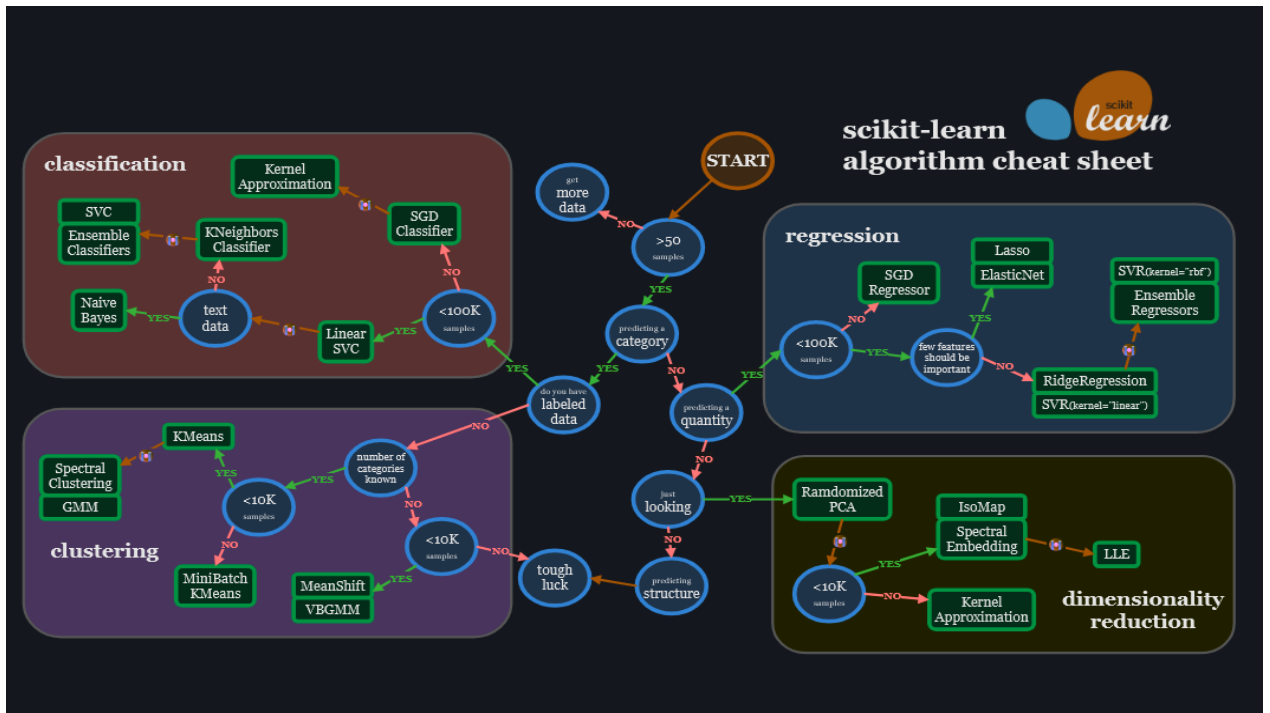 scikit-learn
algorithm cheat sheet
scikit
learn
START
get
more
data
NO
>50
samples
YES
predicting a
category
YES
NO
do you have
labeled
data
YES
NO
predicting a
quantity
YES
NO
just
looking
YES
NO
predicting
structure
tough
luck
classification
Kernel
Approximation
SVC
Ensemble
Classifiers
KNeighbors
Classifier
SGD
Classifier
NO
NO
Naive
Bayes
YES
text
data
Linear
SVC
YES
<100K
samples
regression
SGD
Regressor
Lasso
ElasticNet
SVR(kernel="rbf")
Ensemble
Regressors
NO
YES
<100K
samples
YES
few features
should be
important
NO
RidgeRegression
SVR(kernel="linear")
clustering
KMeans
Spectral
Clustering
GMM
YES
number of
categories
known
YES
<10K
samples
NO
NO
<10K
samples
NO
MiniBatch
KMeans
YES
MeanShift
VBGMM
dimensionality
reduction
Ramdomized
PCA
IsoMap
Spectral
Embedding
LLE
YES
<10K
samples
NO
Kernel
Approximation